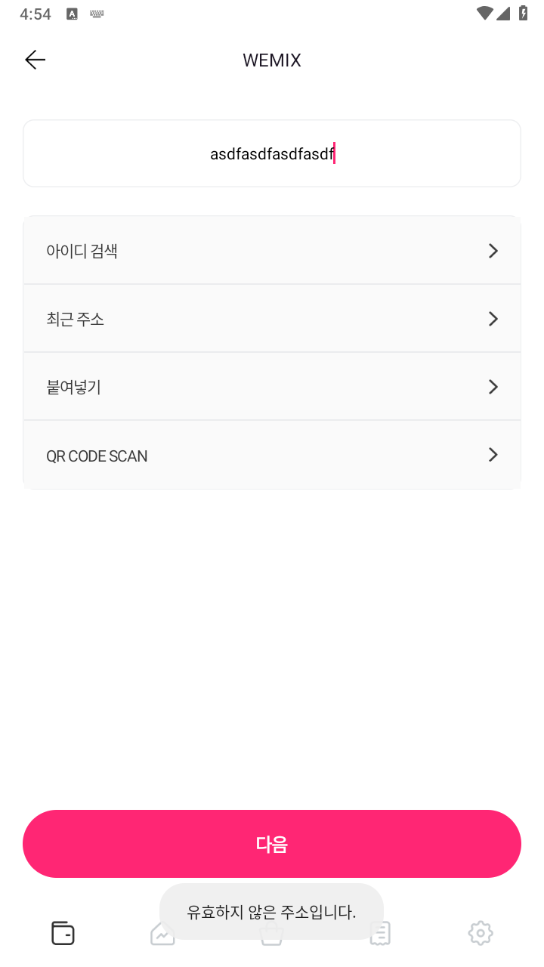 4:54
WEMIX
asdfasdfasdfasdf
아이디 검색
최근 주소
붙여넣기
QR CODE SCAN
다음
유효하지 않은 주소입니다.